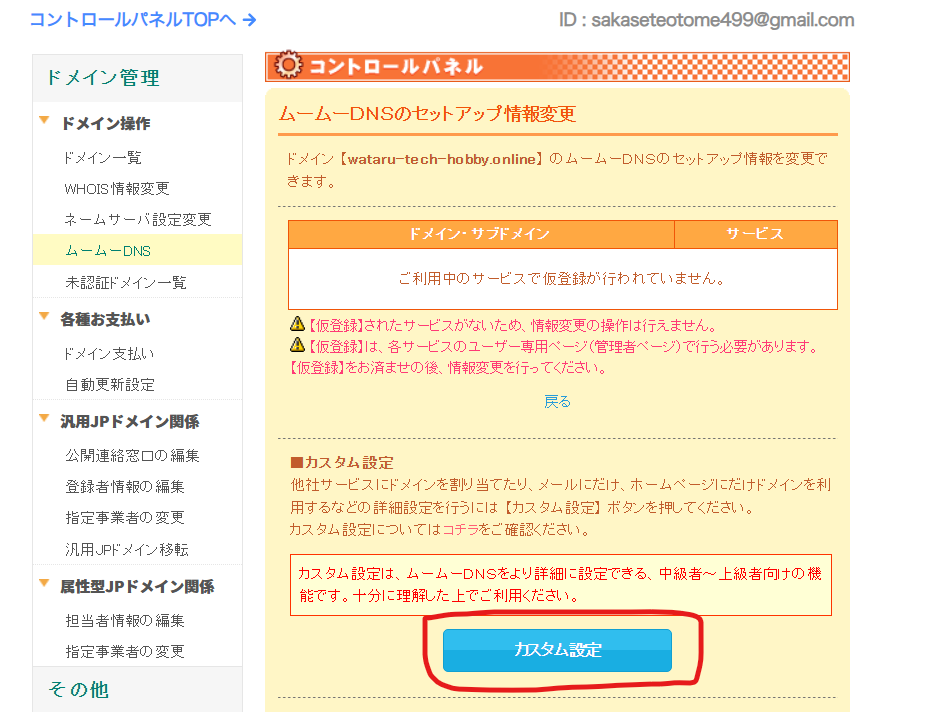 コントロールパネルTOPへ →
ID : sakaseteotome499@gmail.com
ドメイン管理
ドメイン操作
ドメイン一覧
WHOIS情報変更
ネームサーバ設定変更
ムームーDNS
未認証ドメイン一覧
各種お支払い
ドメイン支払い
自動更新設定
汎用JPドメイン関係
公開連絡窓口の編集
登録者情報の編集
指定事業者の変更
汎用JPドメイン移転
属性型JPドメイン関係
担当者情報の編集
指定事業者の変更
その他
コントロールパネル
ムームーDNSのセットアップ情報変更
ドメイン【wataru-tech-hobby.online】のムームーDNSのセットアップ情報を変更で
きます。
ドメイン・サブドメイン サービス
ご利用中のサービスで仮登録が行われていません。
【仮登録】されたサービスがないため、情報変更の操作は行えません。
【仮登録】は、各サービスのユーザー専用ページ(管理者ページ)で行う必要があります。
【仮登録】をお済ませの後、情報変更を行ってください。
戻る
■カスタム設定
他社サービスにドメインを割り当てたり、メールにだけ、ホームページにだけドメインを利
用するなどの詳細設定を行うには【カスタム設定】ボタンを押してください。
カスタム設定についてはコチラをご確認ください。
カスタム設定は、ムームーDNSをより詳細に設定できる、中級者～上級者向けの機
能です。十分に理解した上でご利用ください。
カスタム設定